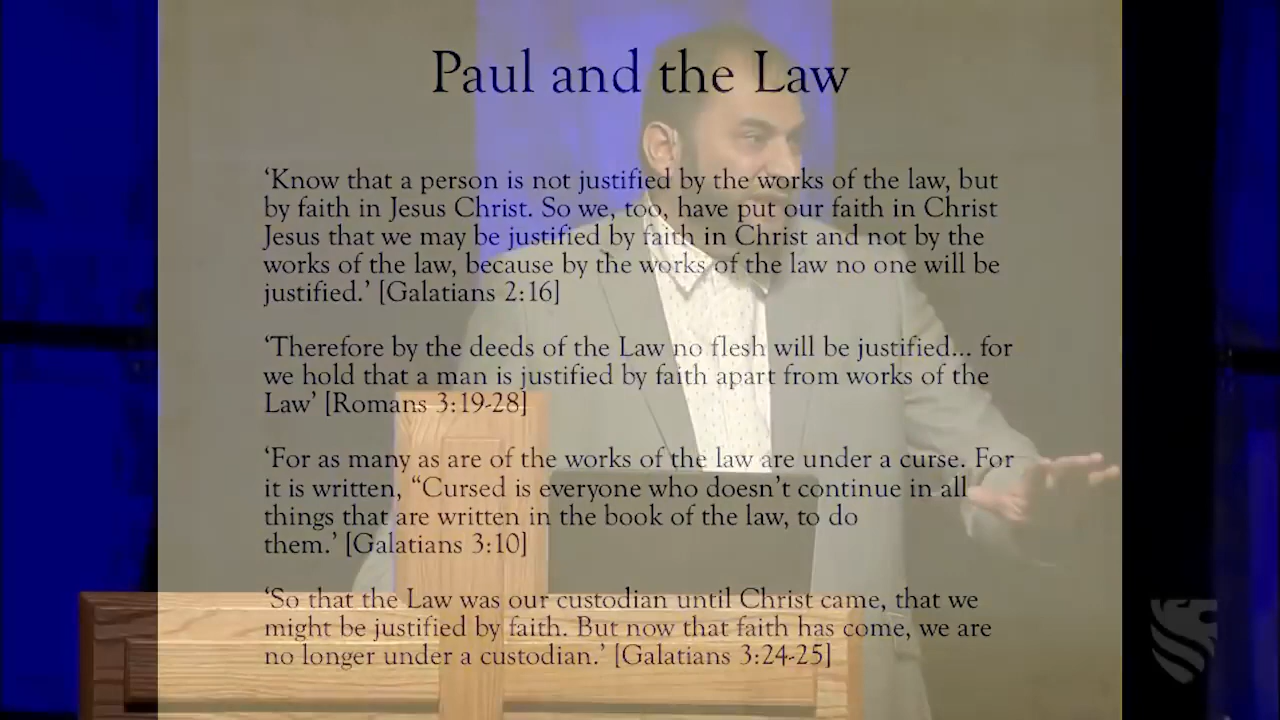 Paul and the Law
‘Know that a person is not justified by the works of the law, but
by faith in Jesus Christ. So we, too, have put our faith in Christ
Jesus that we may be justified by faith in Christ and not by the
works of the law, because by the works of the law no one will be
justified.’ [Galatians 2:16]
‘Therefore by the deeds of the Law no flesh will be justified... for
we hold that a man is justified by faith apart from works of the
Law’ [Romans 3:19-28]
‘For as many as are of the works of the law are under a curse. For
it is written, “Cursed is everyone who doesn’t continue in all
things that are written in the book of the law, to do
them.’ [Galatians 3:10]
‘So that the Law was our custodian until Christ came, that we
might be justified by faith. But now that faith has come, we are
no longer under a custodian.’ [Galatians 3:24-25]